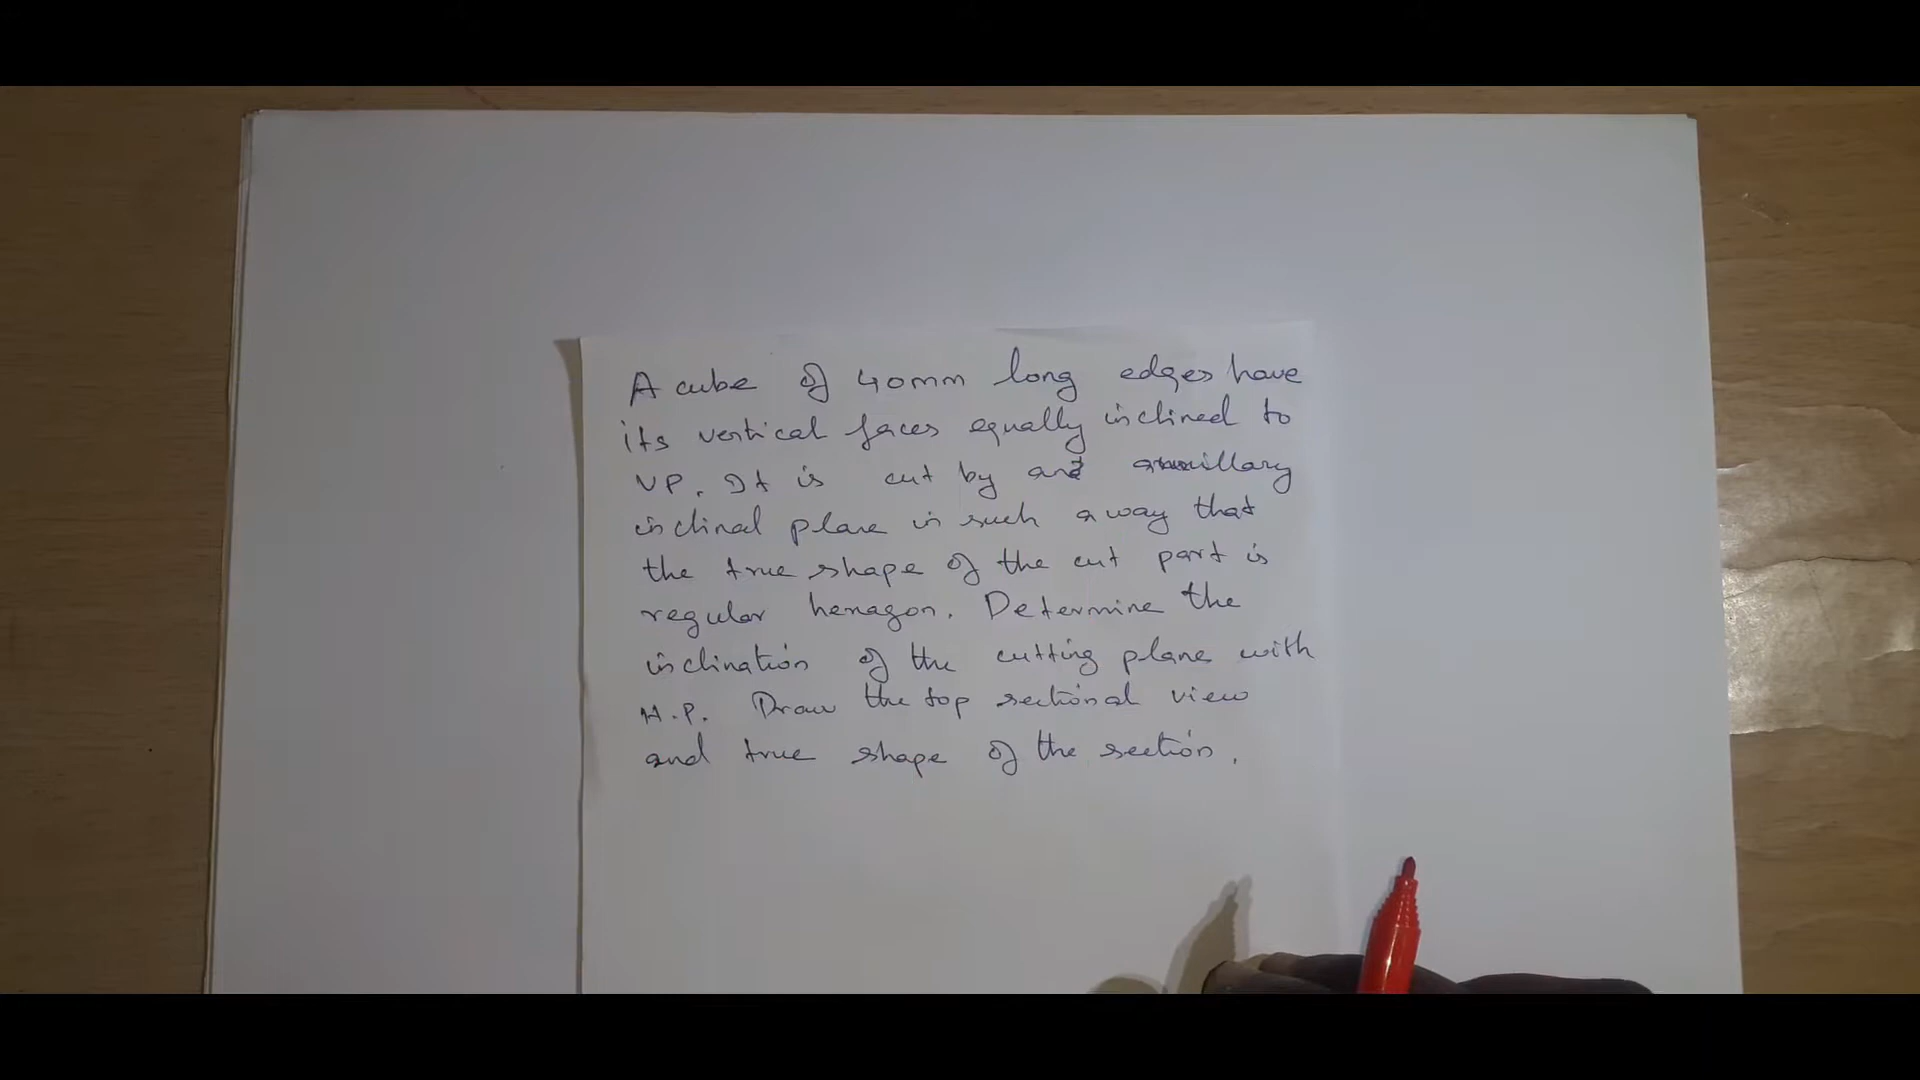 A cube of 40mm long edges have
its vertical faces equally inclined to
VP. It is cut by an auxillary
inclinal plane in such a way that
the true shape of the cut part is
regular hexagon. Determine the
inclination of the cutting plane with
H.P. Draw the top sectional view
and true shape of the section.